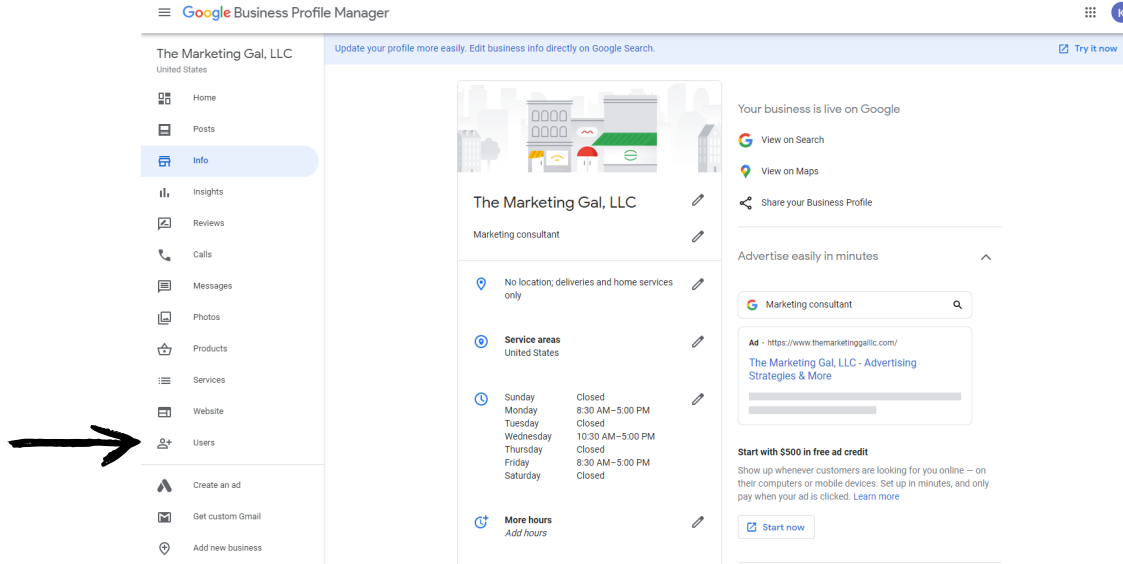 Google Business Profile Manager
K
The Marketing Gal, LLC
United States
Home
Posts
Info
Insights
Reviews
Calls
Messages
Photos
Products
Services
Website
Users
Create an ad
Get custom Gmail
Add new business
Update your profile more easily. Edit business info directly on Google Search.
Try it now
The Marketing Gal, LLC
Marketing consultant
No location; deliveries and home services
only
Service areas
United States
Sunday Closed
Monday 8:30 AM–5:00 PM
Tuesday Closed
Wednesday 10:30 AM–5:00 PM
Thursday Closed
Friday 8:30 AM–5:00 PM
Saturday Closed
More hours
Add hours
Your business is live on Google
View on Search
View on Maps
Share your Business Profile
Advertise easily in minutes
Marketing consultant
Ad · https://www.themarketinggalllc.com/
The Marketing Gal, LLC - Advertising
Strategies & More
Start with $500 in free ad credit
Show up whenever customers are looking for you online — on
their computers or mobile devices. Set up in minutes, and only
pay when your ad is clicked. Learn more
Start now